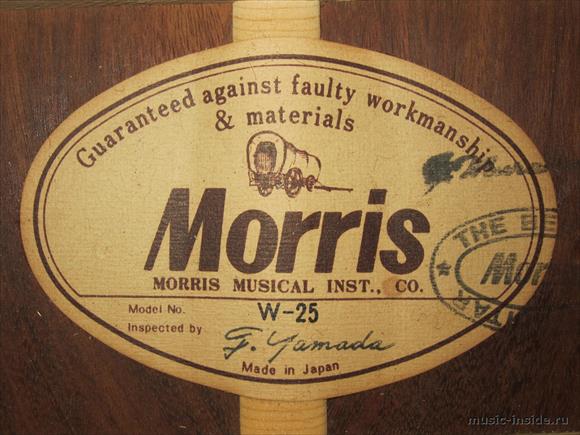 Guaranteed against faulty workmanship
& materials
Morris
MORRIS MUSICAL INST., CO.
Model No. W-25
Inspected by F. Yamada
Made in Japan
THE
music-inside.ru